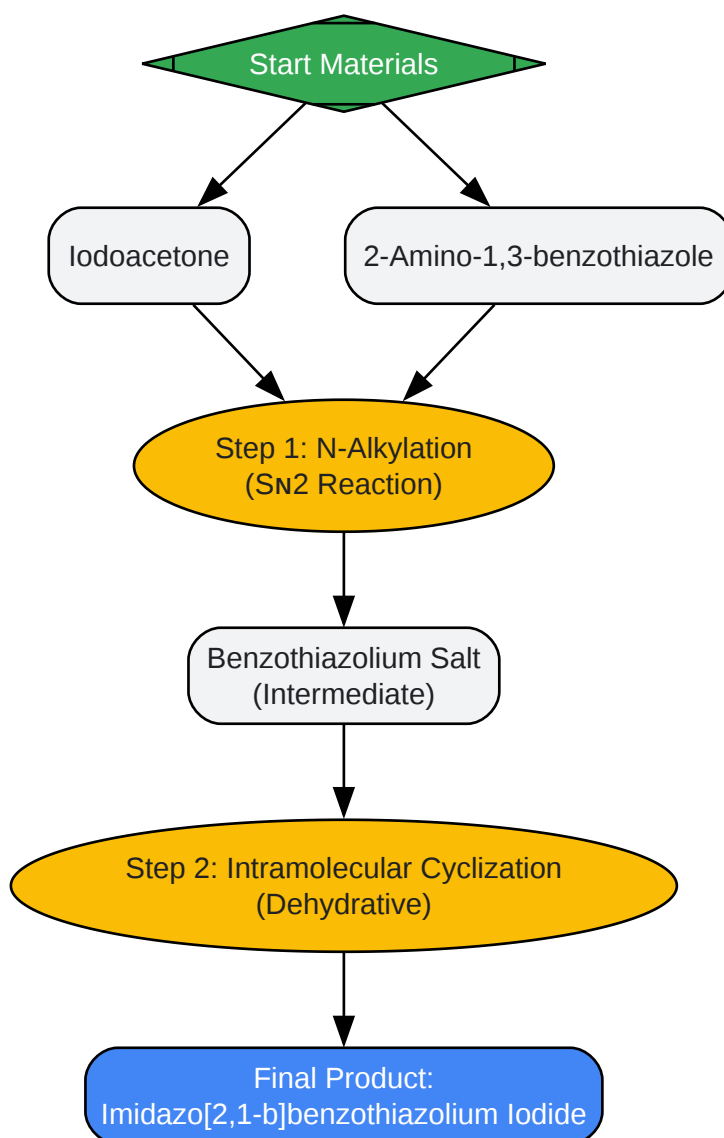 Start Materials
Iodoacetone
2-Amino-1,3-benzothiazole
Step 1: N-Alkylation
(Sɴ2 Reaction)
Benzothiazolium Salt
(Intermediate)
Step 2: Intramolecular Cyclization
(Dehydrative)
Final Product:
Imidazo[2,1-b]benzothiazolium Iodide